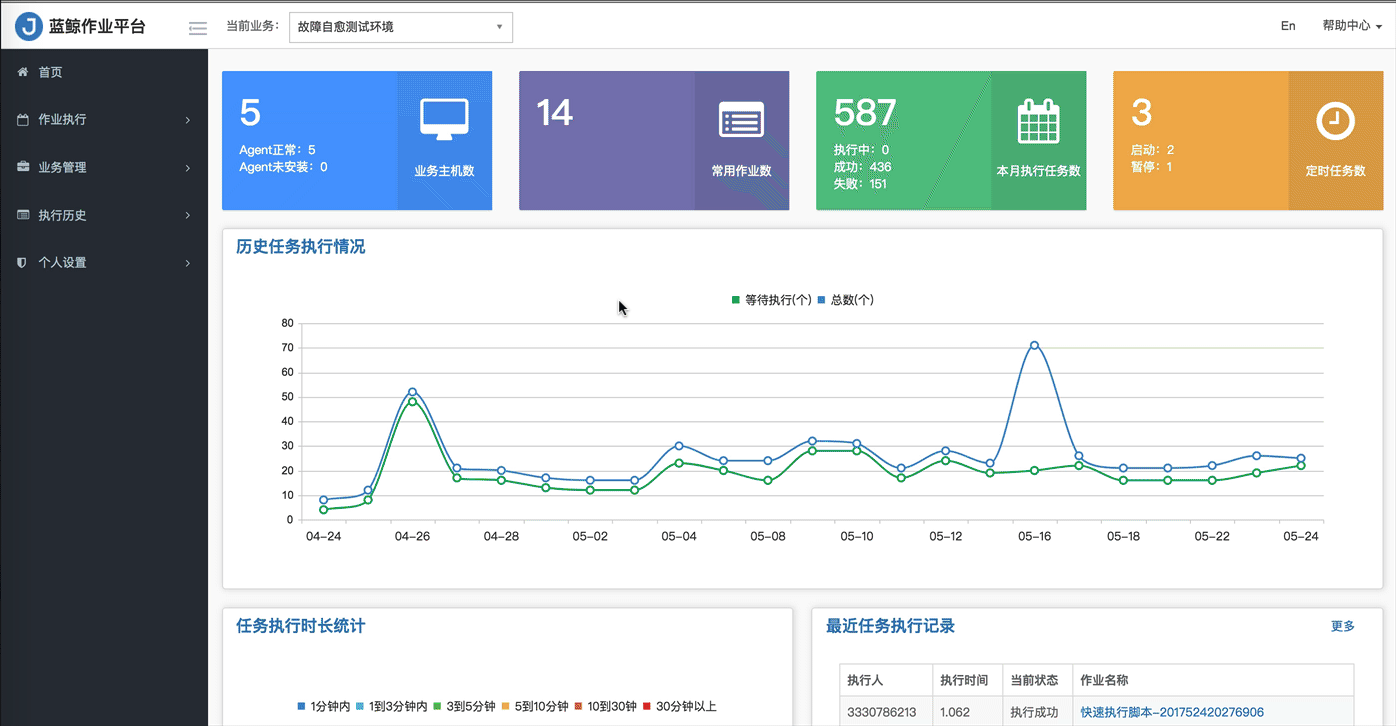 J 蓝鲸作业平台
当前业务： 故障自愈测试环境
En 帮助中心
首页
作业执行
业务管理
执行历史
个人设置
5
Agent正常：5
Agent未安装：0
业务主机数
14
常用作业数
587
执行中：0
成功：436
失败：151
本月执行任务数
3
启动：2
暂停：1
定时任务数
历史任务执行情况
等待执行(个) 总数(个)
80
70
60
50
40
30
20
10
0
04-24 04-26 04-28 05-02 05-04 05-08 05-10 05-12 05-16 05-18 05-22 05-24
任务执行时长统计
1分钟内 1到3分钟内 3到5分钟 5到10分钟 10到30钟 30分钟以上
最近任务执行记录 更多
执行人 执行时间 当前状态 作业名称
3330786213 1.062 执行成功 快速执行脚本-201752420276906